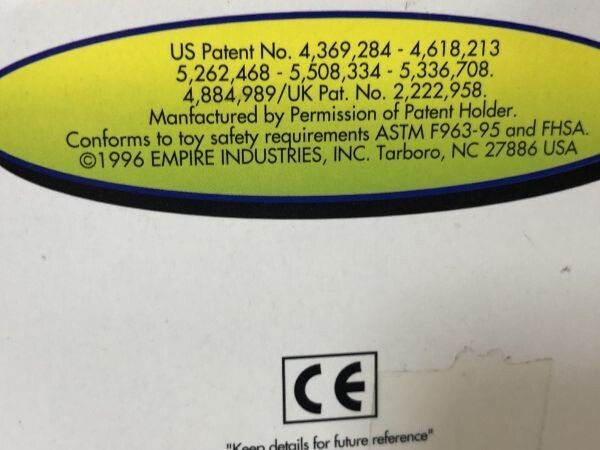 US Patent No. 4,369,284 - 4,618,213
5,262,468 - 5,508,334 - 5,336,708.
4,884,989/UK Pat. No. 2,222,958.
Manfactured by Permission of Patent Holder.
Conforms to toy safety requirements ASTM F963-95 and FHSA.
©1996 EMPIRE INDUSTRIES, INC. Tarboro, NC 27886 USA
CE
"Keep details for future reference"